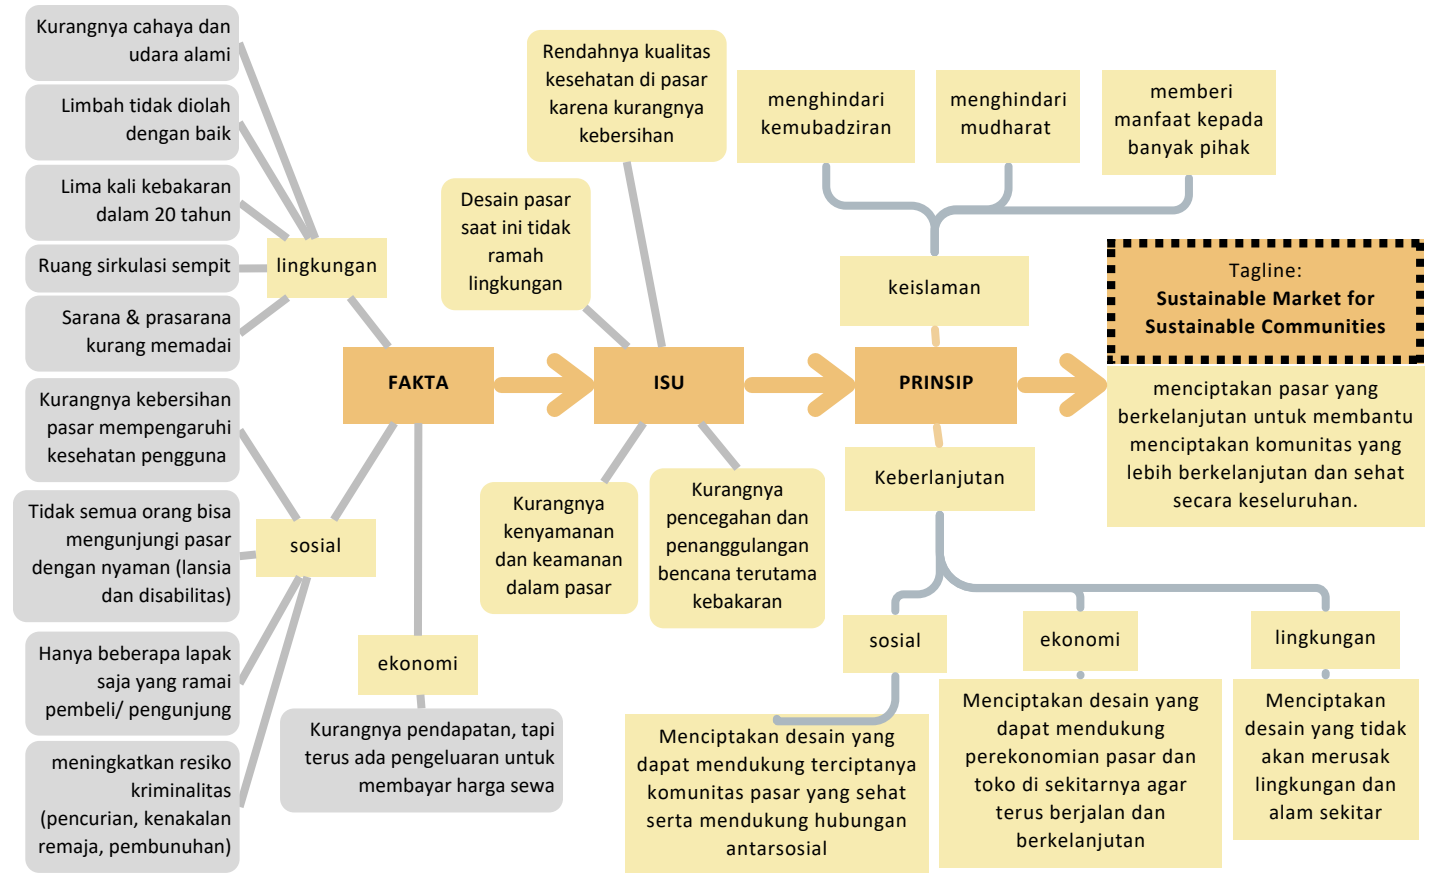 Kurangnya cahaya dan
udara alami
Limbah tidak diolah
dengan baik
Lima kali kebakaran
dalam 20 tahun
Ruang sirkulasi sempit
Sarana & prasarana
kurang memadai
lingkungan
Kurangnya kebersihan
pasar mempengaruhi
kesehatan pengguna
Tidak semua orang bisa
mengunjungi pasar
dengan nyaman (lansia
dan disabilitas)
Hanya beberapa lapak
saja yang ramai
pembeli/ pengunjung
meningkatkan resiko
kriminalitas
(pencurian, kenakalan
remaja, pembunuhan)
sosial
FAKTA
ekonomi
Kurangnya pendapatan, tapi
terus ada pengeluaran untuk
membayar harga sewa
Rendahnya kualitas
kesehatan di pasar
karena kurangnya
kebersihan
Desain pasar
saat ini tidak
ramah
lingkungan
ISU
Kurangnya
kenyamanan
dan keamanan
dalam pasar
Kurangnya
pencegahan dan
penanggulangan
bencana terutama
kebakaran
menghindari
kemubadziran
menghindari
mudharat
memberi
manfaat kepada
banyak pihak
keislaman
PRINSIP
Keberlanjutan
sosial
Menciptakan desain yang
dapat mendukung terciptanya
komunitas pasar yang sehat
serta mendukung hubungan
antarsosial
ekonomi
Menciptakan desain yang
dapat mendukung
perekonomian pasar dan
toko di sekitarnya agar
terus berjalan dan
berkelanjutan
lingkungan
Menciptakan
desain yang tidak
akan merusak
lingkungan dan
alam sekitar
Tagline:
Sustainable Market for
Sustainable Communities
menciptakan pasar yang
berkelanjutan untuk membantu
menciptakan komunitas yang
lebih berkelanjutan dan sehat
secara keseluruhan.